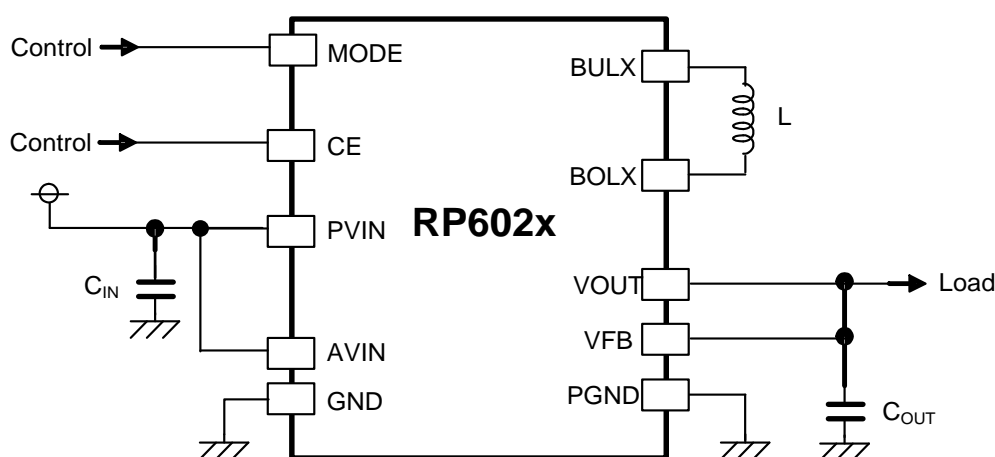 Control
MODE
BULX
L
Control
CE
BOLX
PVIN
RP602x
CIN
VOUT
Load
AVIN
VFB
GND
PGND
COUT